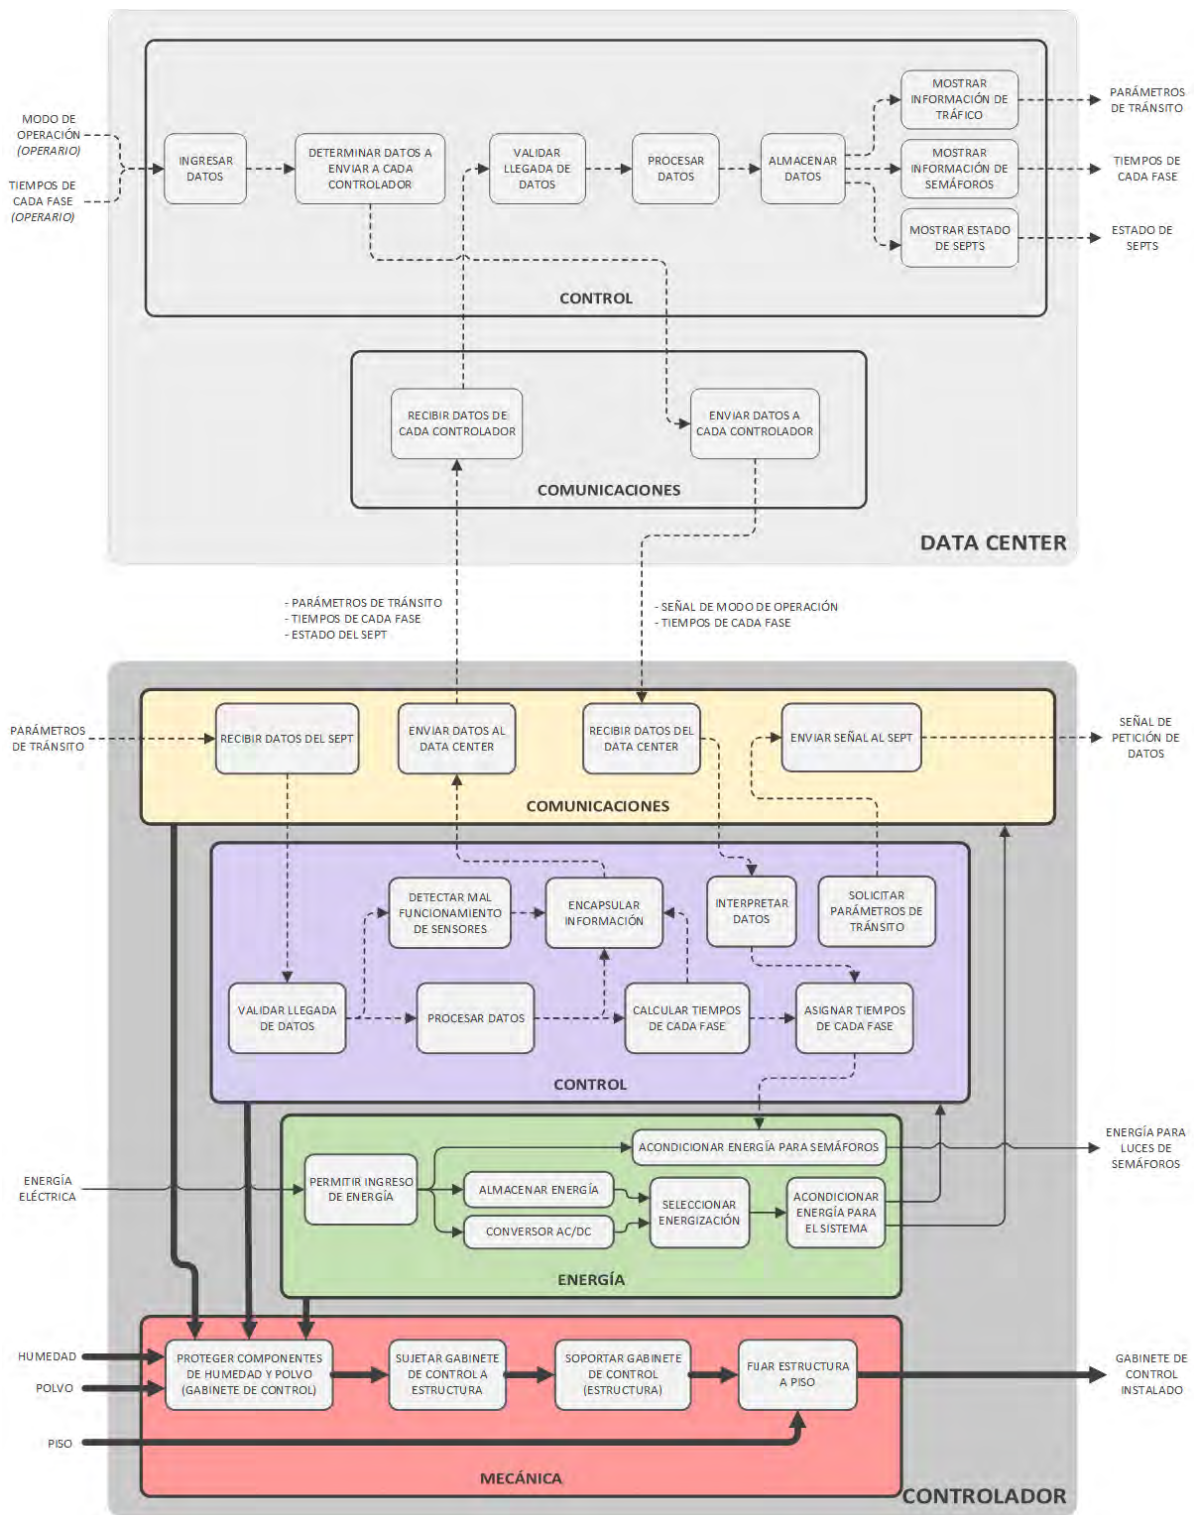 MODO DE
OPERACIÓN
(OPERARIO)
TIEMPOS DE
CADA FASE
(OPERARIO)
INGRESAR
DATOS
DETERMINAR DATOS A
ENVIAR A CADA
CONTROLADOR
VALIDAR
LLEGADA DE
DATOS
PROCESAR
DATOS
ALMACENAR
DATOS
MOSTRAR
INFORMACIÓN DE
TRÁFICO
MOSTRAR
INFORMACIÓN DE
SEMÁFOROS
MOSTRAR ESTADO
DE SEPTS
PARÁMETROS
DE TRÁNSITO
TIEMPOS DE
CADA FASE
ESTADO DE
SEPTS
CONTROL
RECIBIR DATOS DE
CADA CONTROLADOR
ENVIAR DATOS A
CADA CONTROLADOR
COMUNICACIONES
DATA CENTER
- PARÁMETROS DE TRÁNSITO
- TIEMPOS DE CADA FASE
- ESTADO DEL SEPT
- SEÑAL DE MODO DE OPERACIÓN
- TIEMPOS DE CADA FASE
PARÁMETROS
DE TRÁNSITO
RECIBIR DATOS DEL SEPT
ENVIAR DATOS AL
DATA CENTER
RECIBIR DATOS DEL
DATA CENTER
ENVIAR SEÑAL AL SEPT
SEÑAL DE
PETICIÓN DE
DATOS
COMUNICACIONES
DETECTAR MAL
FUNCIONAMIENTO
DE SENSORES
ENCAPSULAR
INFORMACIÓN
INTERPRETAR
DATOS
SOLICITAR
PARÁMETROS DE
TRÁNSITO
VALIDAR LLEGADA
DE DATOS
PROCESAR DATOS
CALCULAR TIEMPOS
DE CADA FASE
ASIGNAR TIEMPOS
DE CADA FASE
CONTROL
ENERGÍA
ELÉCTRICA
PERMITIR INGRESO
DE ENERGÍA
ACONDICIONAR ENERGÍA PARA SEMÁFOROS
ALMACENAR ENERGÍA
CONVERSOR AC/DC
SELECCIONAR
ENERGIZACIÓN
ACONDICIONAR
ENERGÍA PARA
EL SISTEMA
ENERGÍA PARA
LUCES DE
SEMÁFOROS
ENERGÍA
HUMEDAD
POLVO
PISO
PROTEGER COMPONENTES
DE HUMEDAD Y POLVO
(GABINETE DE CONTROL)
SUJETAR GABINETE
DE CONTROL A
ESTRUCTURA
SOPORTAR GABINETE
DE CONTROL
(ESTRUCTURA)
FIJAR ESTRUCTURA
A PISO
GABINETE DE
CONTROL
INSTALADO
MECÁNICA
CONTROLADOR